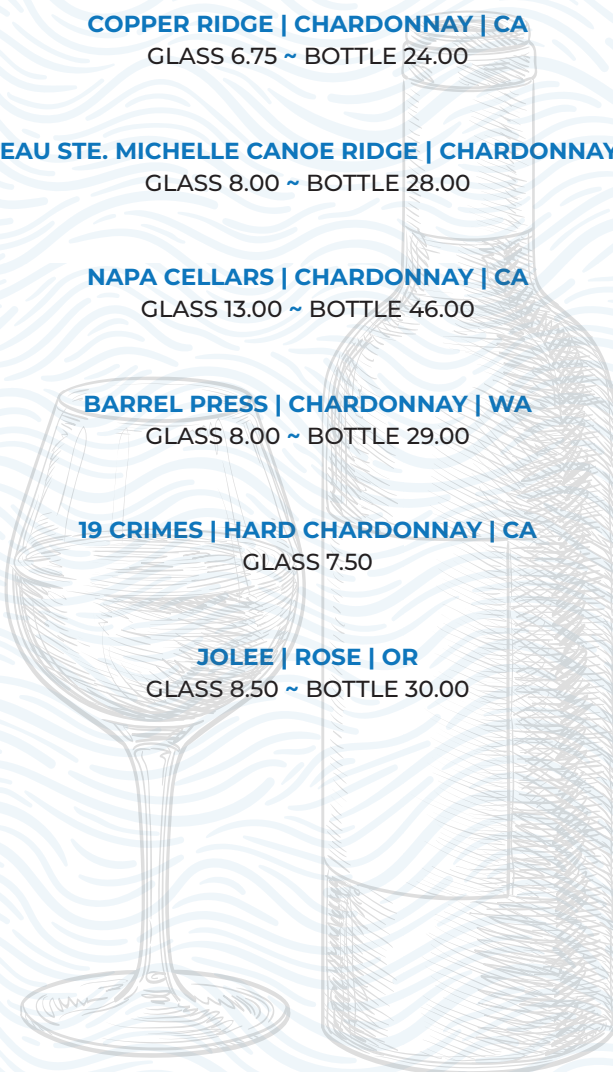 COPPER RIDGE | CHARDONNAY | CA
GLASS 6.75 ~ BOTTLE 24.00
EAU STE. MICHELLE CANOE RIDGE | CHARDONNAY
GLASS 8.00 ~ BOTTLE 28.00
NAPA CELLARS | CHARDONNAY | CA
GLASS 13.00 ~ BOTTLE 46.00
BARREL PRESS | CHARDONNAY | WA
GLASS 8.00 ~ BOTTLE 29.00
19 CRIMES | HARD CHARDONNAY | CA
GLASS 7.50
JOLEE | ROSE | OR
GLASS 8.50 ~ BOTTLE 30.00